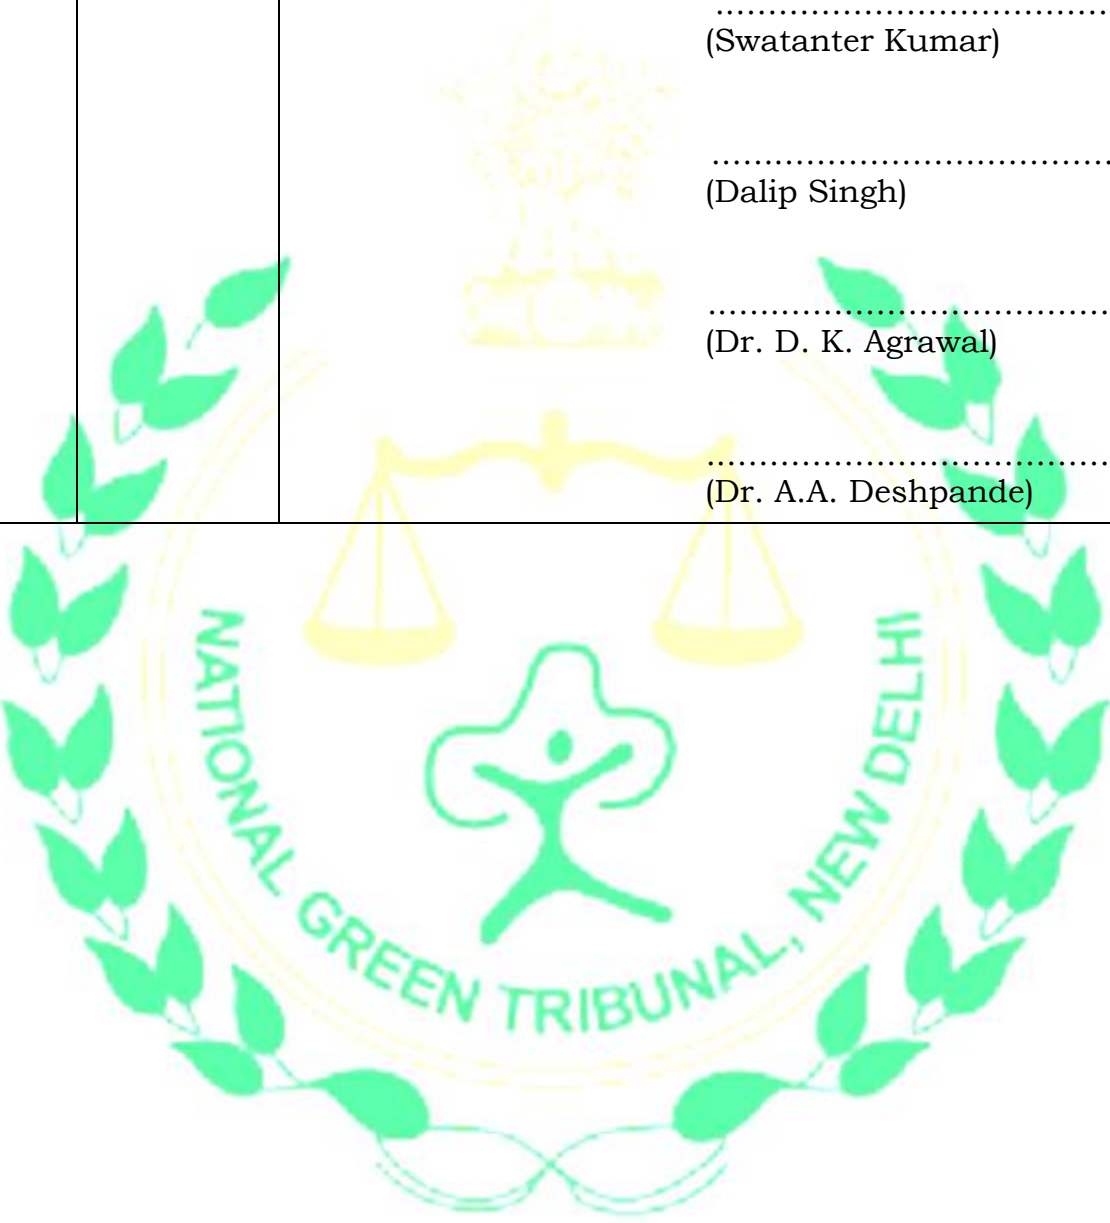 ......................................
(Swatanter Kumar)
.......................................
(Dalip Singh)
.......................................
(Dr. D. K. Agrawal)
.......................................
(Dr. A.A. Deshpande)
NATIONAL GREEN TRIBUNAL, NEW DELHI